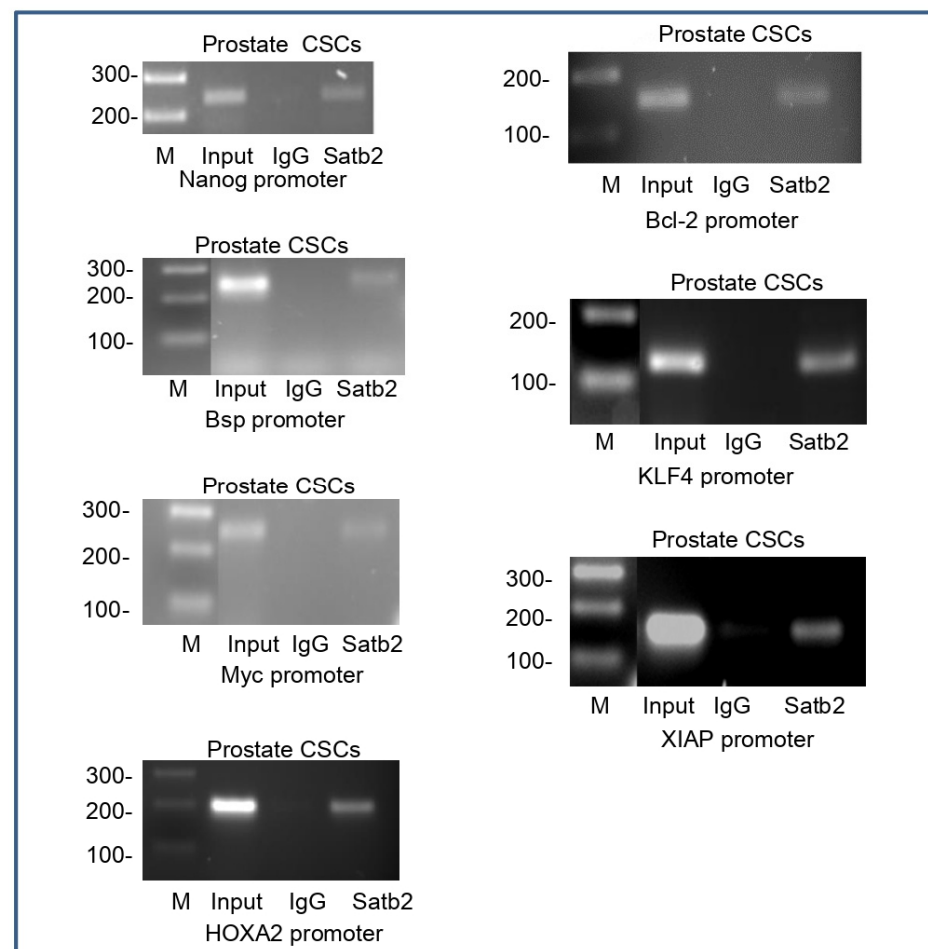 Prostate CSCs
300-
200-
M Input IgG Satb2
Nanog promoter
Prostate CSCs
300-
200-
100-
M Input IgG Satb2
Bsp promoter
Prostate CSCs
300-
200-
100-
M Input IgG Satb2
Myc promoter
Prostate CSCs
300-
200-
100-
M Input IgG Satb2
HOXA2 promoter
Prostate CSCs
200-
100-
M Input IgG Satb2
Bcl-2 promoter
Prostate CSCs
200-
100-
M Input IgG Satb2
KLF4 promoter
Prostate CSCs
300-
200-
100-
M Input IgG Satb2
XIAP promoter